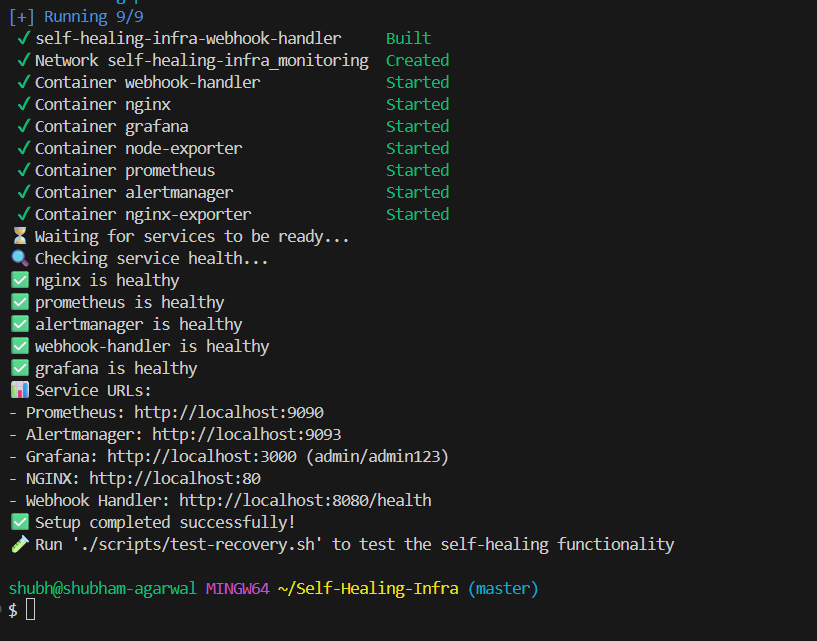 [+] Running 9/9
✓ self-healing-infra-webhook-handler Built
✓ Network self-healing-infra_monitoring Created
✓ Container webhook-handler Started
✓ Container nginx Started
✓ Container grafana Started
✓ Container node-exporter Started
✓ Container prometheus Started
✓ Container alertmanager Started
✓ Container nginx-exporter Started
⏳ Waiting for services to be ready...
🔍 Checking service health...
✅ nginx is healthy
✅ prometheus is healthy
✅ alertmanager is healthy
✅ webhook-handler is healthy
✅ grafana is healthy
📊 Service URLs:
- Prometheus: http://localhost:9090
- Alertmanager: http://localhost:9093
- Grafana: http://localhost:3000 (admin/admin123)
- NGINX: http://localhost:80
- Webhook Handler: http://localhost:8080/health
✅ Setup completed successfully!
🧪 Run './scripts/test-recovery.sh' to test the self-healing functionality
shubh@shubham-agarwal MINGW64 ~/Self-Healing-Infra (master)
$